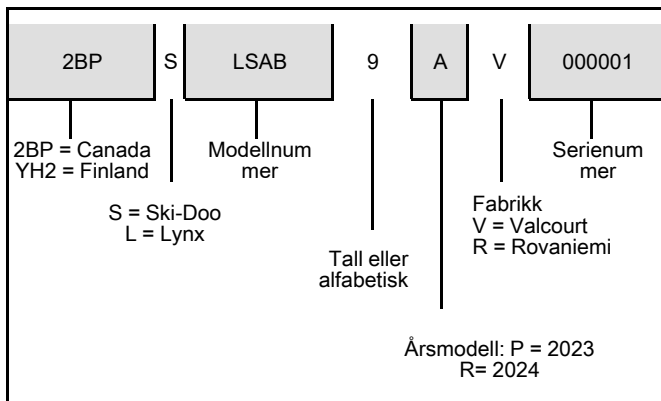 2BP S LSAB 9 A V 000001
2BP = Canada
YH2 = Finland
Modellnum
mer
Serienum
mer
S = Ski-Doo
L = Lynx
Fabrikk
V = Valcourt
R = Rovaniemi
Tall eller
alfabetisk
Årsmodell: P = 2023
R= 2024